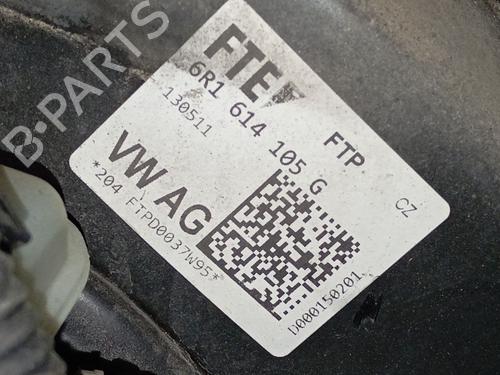 B-PARTS
FTE
FTP
6R1 614 105 G
130511
CZ
VW AG
*204 FTPD0037W95*
D000150201